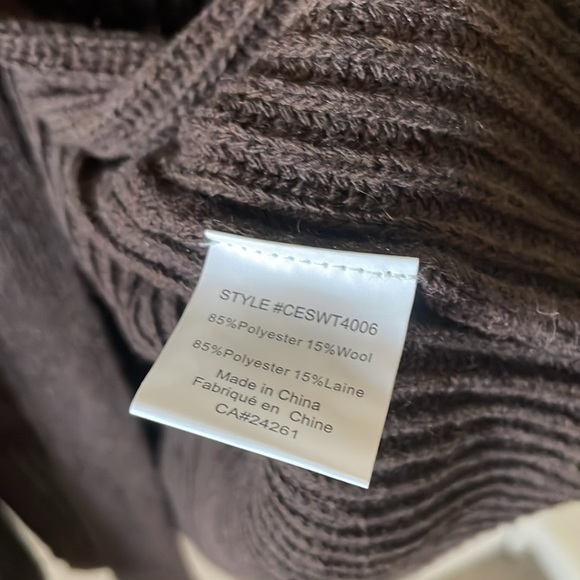 STYLE #CESWT4006
85%Polyester 15%Wool
85%Polyester 15%Laine
Made in China
Fabriqué en Chine
CA#24261